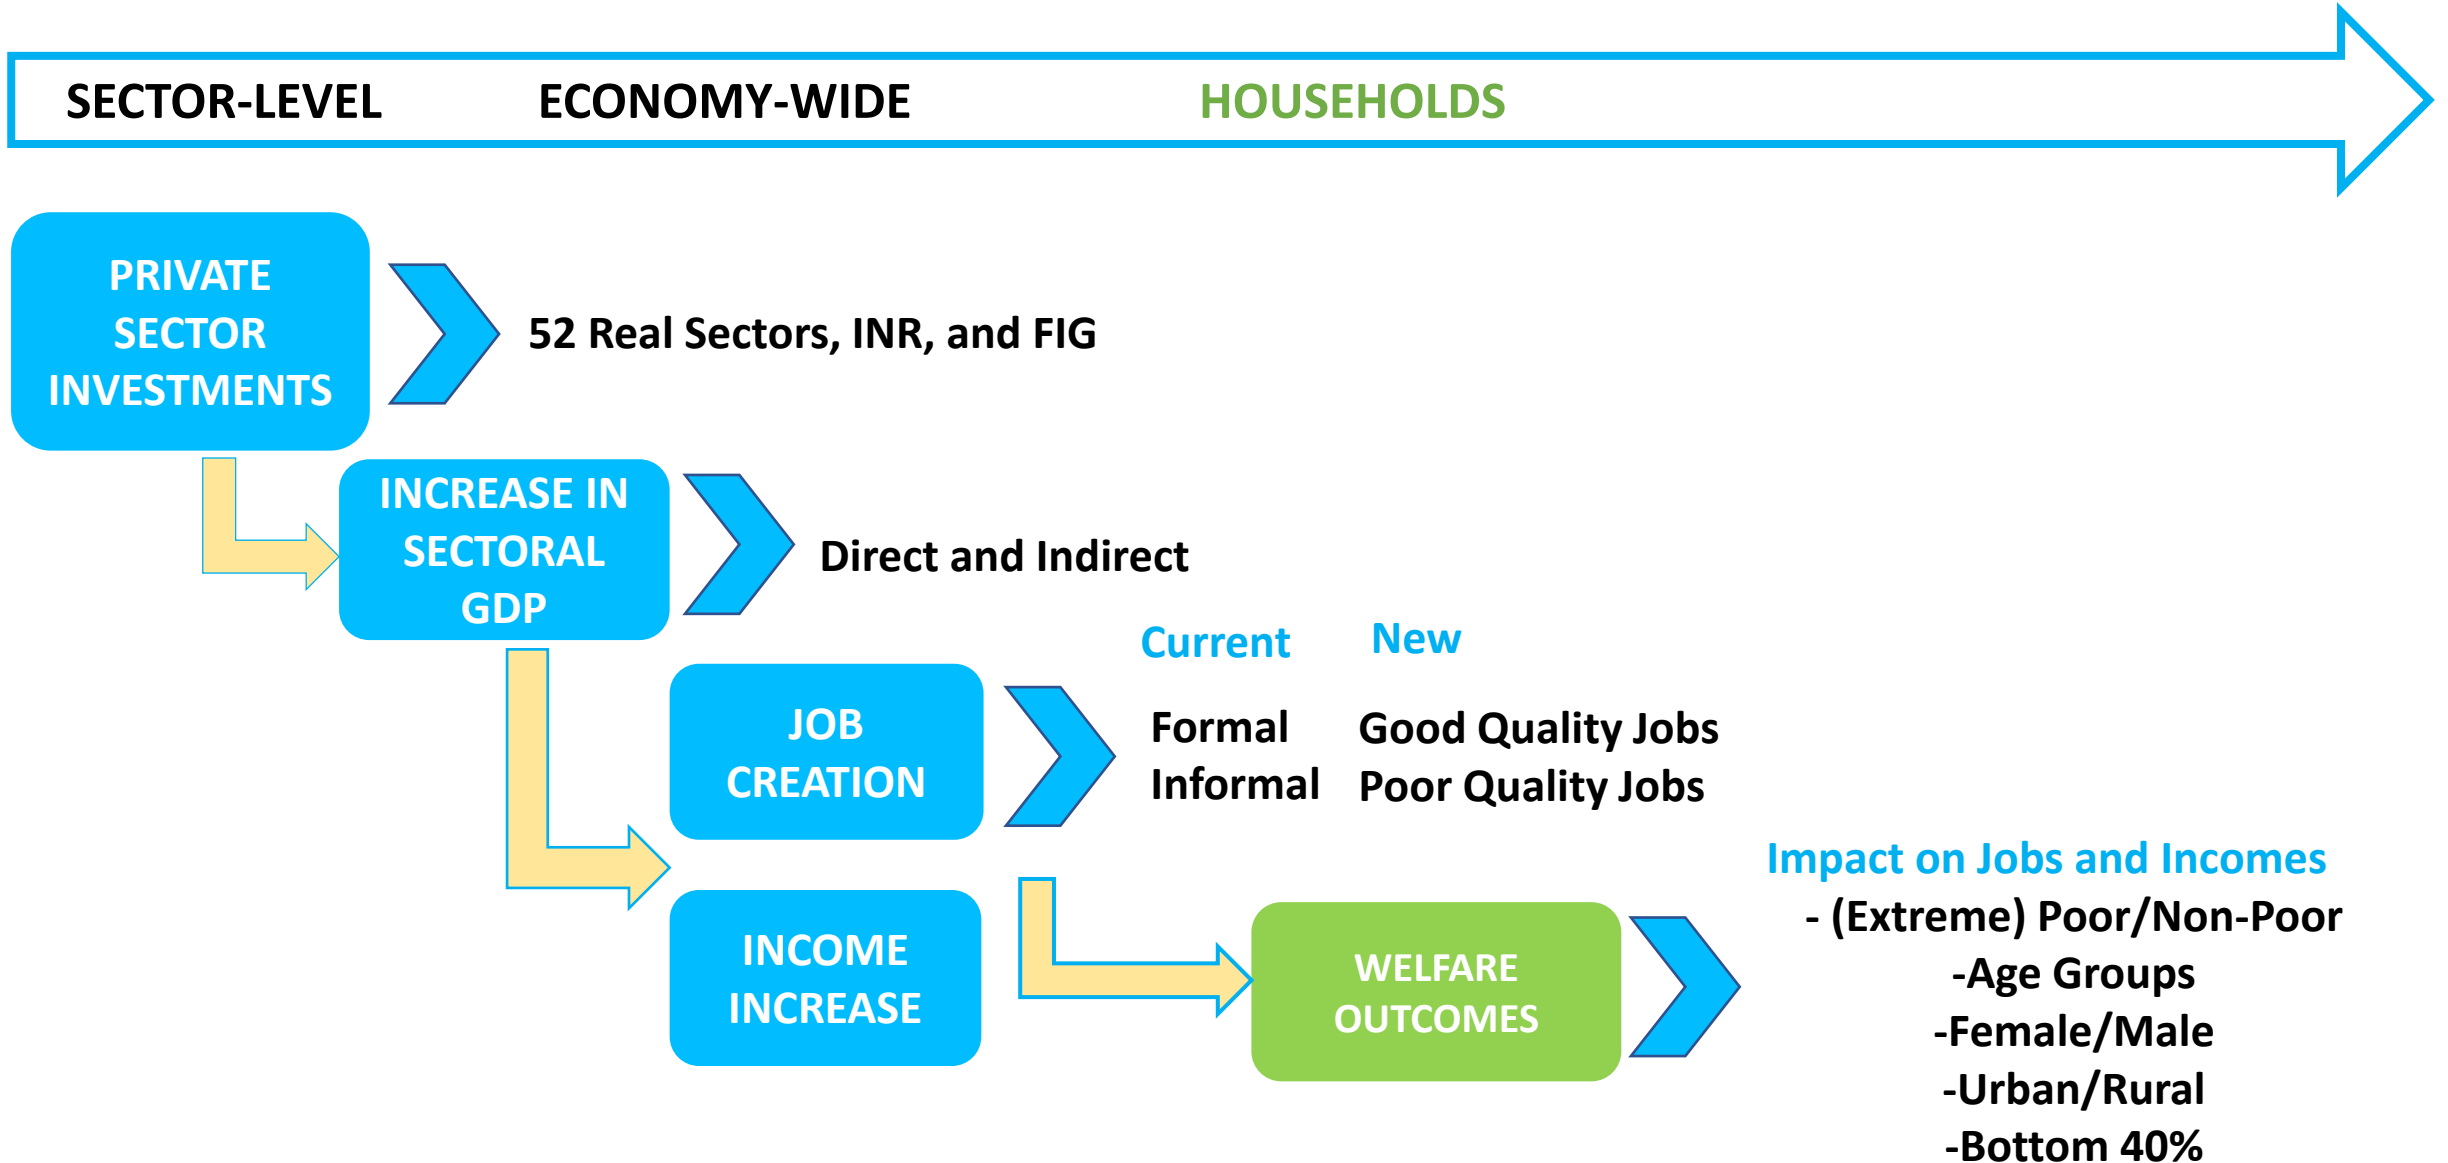 SECTOR-LEVEL ECONOMY-WIDE HOUSEHOLDS
PRIVATE
SECTOR
INVESTMENTS
52 Real Sectors, INR, and FIG
INCREASE IN
SECTORAL
GDP
Direct and Indirect
JOB
CREATION
Current New
Formal Good Quality Jobs
Informal Poor Quality Jobs
INCOME
INCREASE
WELFARE
OUTCOMES
Impact on Jobs and Incomes
- (Extreme) Poor/Non-Poor
-Age Groups
-Female/Male
-Urban/Rural
-Bottom 40%